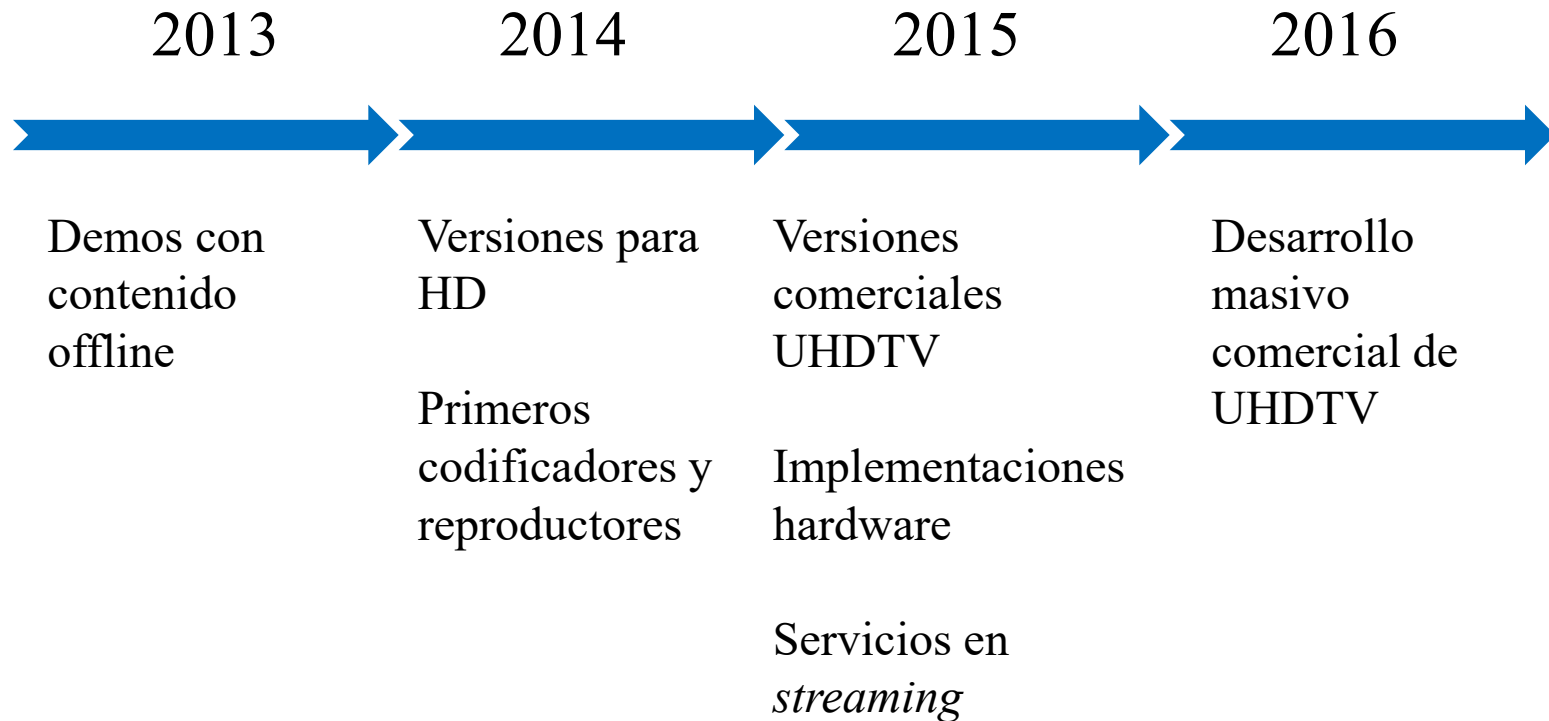 2013
2014
2015
2016
Demos con
contenido
offline
Versiones para
HD
Primeros
codificadores y
reproductores
Versiones
comerciales
UHDTV
Implementaciones
hardware
Servicios en
streaming
Desarrollo
masivo
comercial de
UHDTV